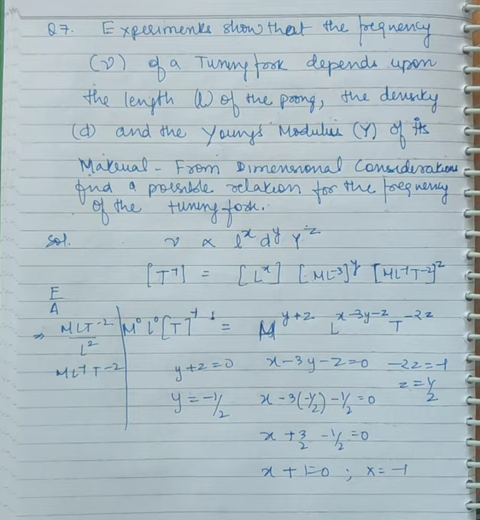 Q7. Experiments show that the frequency
(ν) of a Tuning fork depends upon
the length (l) of the prong, the density
(d) and the Youngs Modulus (Y) of its
Material - From Dimensional Consideration
find a possible relation for the frequency
of the tuning fork.
Sol. ν ∝ l^x d^y Y^z
[T^-1] = [L^x] [ML^-3]^y [ML^-1T^-2]^z
F
A
⇒ MLT^-2 / L^2
ML^-1T^-2
M^0 L^0 [T]^-1 = M^(y+z) L^(x-3y-z) T^(-2z)
y+z=0 x-3y-z=0 -2z=-1
y=-1/2 x-3(-1/2)-1/2=0 z=1/2
x+3/2-1/2=0
x+1=0 ; x=-1